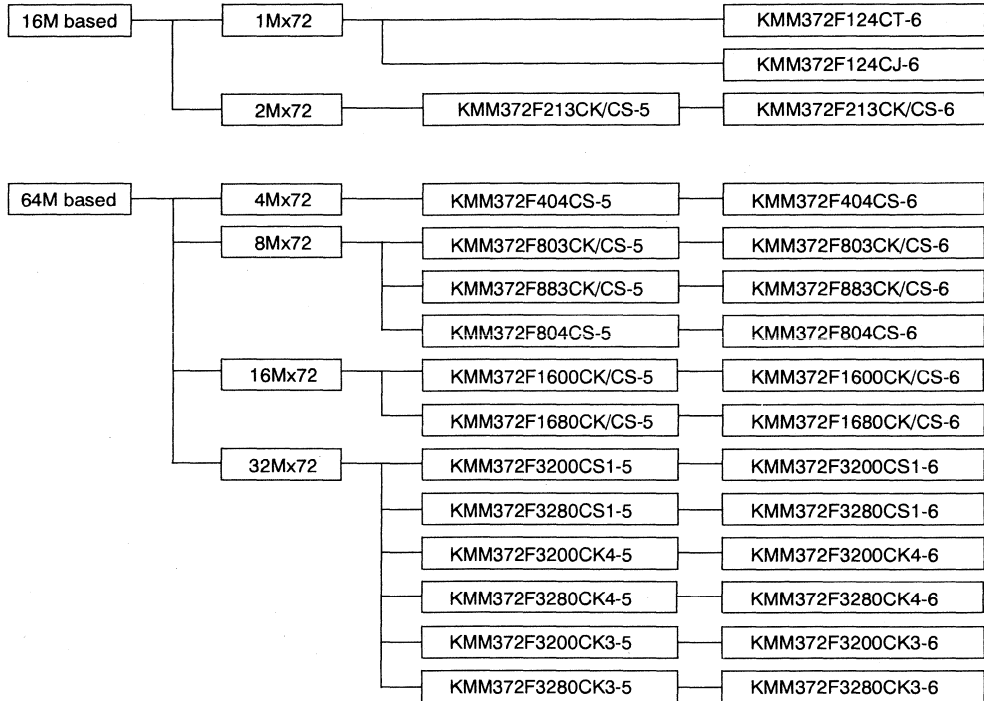 16M based 1Mx72 KMM372F124CT-6
KMM372F124CJ-6
2Mx72 KMM372F213CK/CS-5 KMM372F213CK/CS-6
64M based 4Mx72 KMM372F404CS-5 KMM372F404CS-6
8Mx72 KMM372F803CK/CS-5 KMM372F803CK/CS-6
KMM372F883CK/CS-5 KMM372F883CK/CS-6
KMM372F804CS-5 KMM372F804CS-6
16Mx72 KMM372F1600CK/CS-5 KMM372F1600CK/CS-6
KMM372F1680CK/CS-5 KMM372F1680CK/CS-6
32Mx72 KMM372F3200CS1-5 KMM372F3200CS1-6
KMM372F3280CS1-5 KMM372F3280CS1-6
KMM372F3200CK4-5 KMM372F3200CK4-6
KMM372F3280CK4-5 KMM372F3280CK4-6
KMM372F3200CK3-5 KMM372F3200CK3-6
KMM372F3280CK3-5 KMM372F3280CK3-6